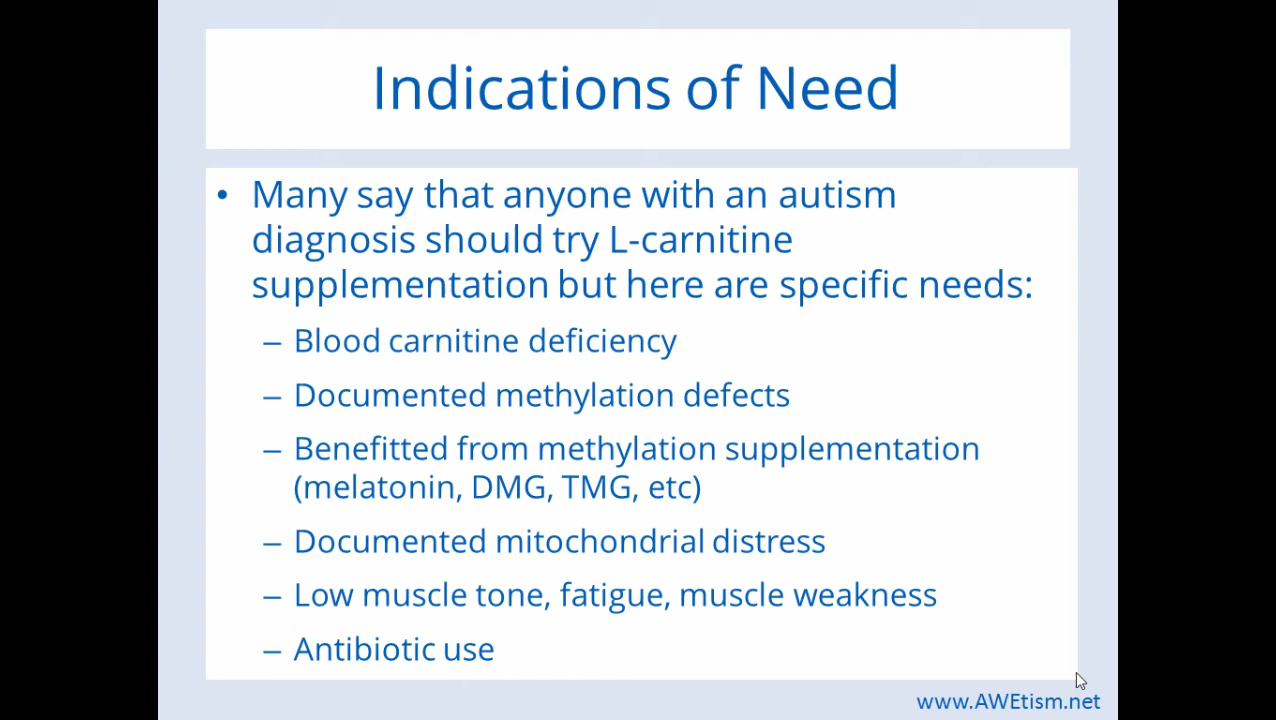 Indications of Need
• Many say that anyone with an autism
diagnosis should try L-carnitine
supplementation but here are specific needs:
– Blood carnitine deficiency
– Documented methylation defects
– Benefitted from methylation supplementation
(melatonin, DMG, TMG, etc)
– Documented mitochondrial distress
– Low muscle tone, fatigue, muscle weakness
– Antibiotic use
www.AWEtism.net